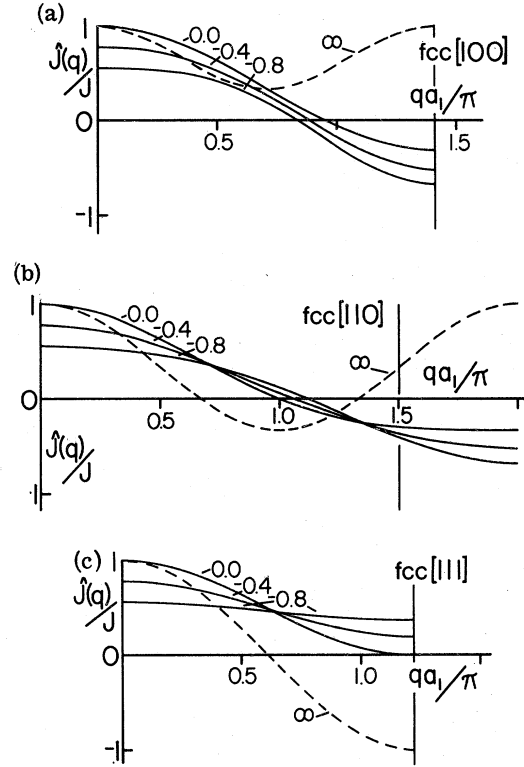 (a)
1
-0.0
-0.4
-0.8
∞
fcc[100]
Ĵ(q)/J
qa₁/π
0
0.5
1.5
-1
(b)
1
-0.0
-0.4
-0.8
fcc[110]
∞
qa₁/π
0
0.5
1.0
1.5
Ĵ(q)/J
-1
(c)
1
-0.0
-0.4
-0.8
fcc[111]
Ĵ(q)/J
0
0.5
1.0
qa₁/π
∞
-1